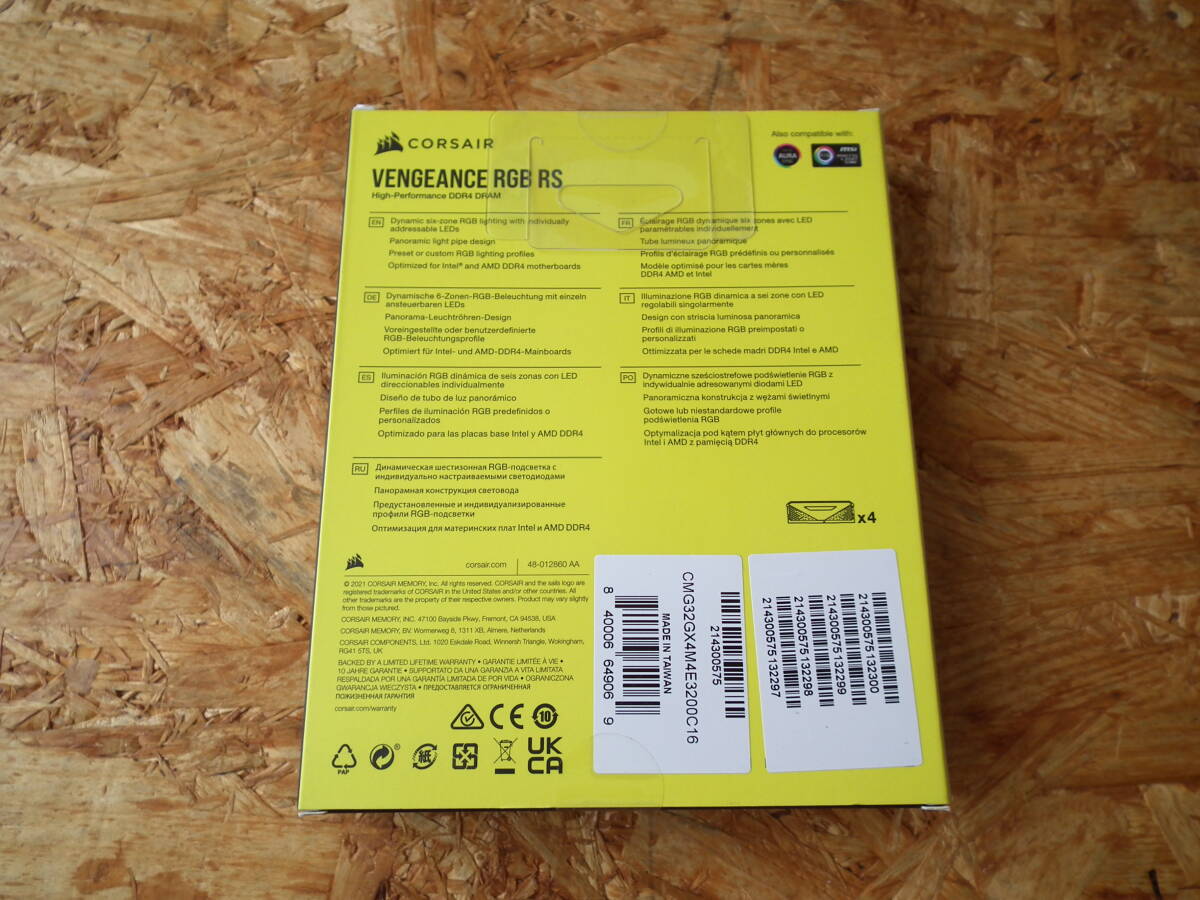 CORSAIR
VENGEANCE RGB RS
High-Performance DDR4 DRAM
Also compatible with:
AURA
msi
EN
Dynamic six-zone RGB lighting with individually
addressable LEDs
Panoramic light pipe design
Preset or custom RGB lighting profiles
Optimized for Intel® and AMD DDR4 motherboards
FR
Éclairage RGB dynamique six zones avec LED
paramétrables individuellement
Tube lumineux panoramique
Profils d'éclairage RGB prédéfinis ou personnalisés
Modèle optimisé pour les cartes mères
DDR4 AMD et Intel
DE
Dynamische 6-Zonen-RGB-Beleuchtung mit einzeln
ansteuerbaren LEDs
Panorama-Leuchtröhren-Design
Voreingestellte oder benutzerdefinierte
RGB-Beleuchtungsprofile
Optimiert für Intel- und AMD-DDR4-Mainboards
IT
Illuminazione RGB dinamica a sei zone con LED
regolabili singolarmente
Design con striscia luminosa panoramica
Profili di illuminazione RGB preimpostati o
personalizzati
Ottimizzata per le schede madri DDR4 Intel e AMD
ES
Iluminación RGB dinámica de seis zonas con LED
direccionables individualmente
Diseño de tubo de luz panorámico
Perfiles de iluminación RGB predefinidos o
personalizados
Optimizado para las placas base Intel y AMD DDR4
PO
Dynamiczne sześciostrefowe podświetlenie RGB z
indywidualnie adresowanymi diodami LED
Panoramiczna konstrukcja z wężami świetlnymi
Gotowe lub niestandardowe profile
podświetlenia RGB
Optymalizacja pod kątem płyt głównych do procesorów
Intel i AMD z pamięcią DDR4
RU
Динамическая шестизонная RGB-подсветка с
индивидуально настраиваемыми светодиодами
Панорамная конструкция световода
Предустановленные и индивидуализированные
профили RGB-подсветки
Оптимизация для материнских плат Intel и AMD DDR4
x4
corsair.com
48-012860 AA
© 2021 CORSAIR MEMORY, Inc. All rights reserved. CORSAIR and the sails logo are
registered trademarks of CORSAIR in the United States and/or other countries. All
other trademarks are the property of their respective owners. Product may vary slightly
from those pictured.
CORSAIR MEMORY, INC. 47100 Bayside Pkwy, Fremont, CA 94538, USA
CORSAIR MEMORY, BV. Wormerweg 8, 1311 XB, Almere, Netherlands
CORSAIR COMPONENTS, Ltd. 1020 Eskdale Road, Winnersh Triangle, Wokingham,
RG41 5TS, UK
BACKED BY A LIMITED LIFETIME WARRANTY • GARANTIE LIMITÉE À VIE •
10 JAHRE GARANTIE • SUPPORTATO DA UNA GARANZIA A VITA LIMITATA
RESPALDADA POR UNA GARANTÍA LIMITADA DE POR VIDA • OGRANICZONA
GWARANCJA WIECZYSTA • ПРЕДОСТАВЛЯЕТСЯ ОГРАНИЧЕННАЯ
ПОЖИЗНЕННАЯ ГАРАНТИЯ
corsair.com/warranty
CE
10
PAP
紙
UK
CA
214300575
CMG32GX4M4E3200C16
MADE IN TAIWAN
8 40006 64906 9
214300575132300
214300575132299
214300575132298
214300575132297